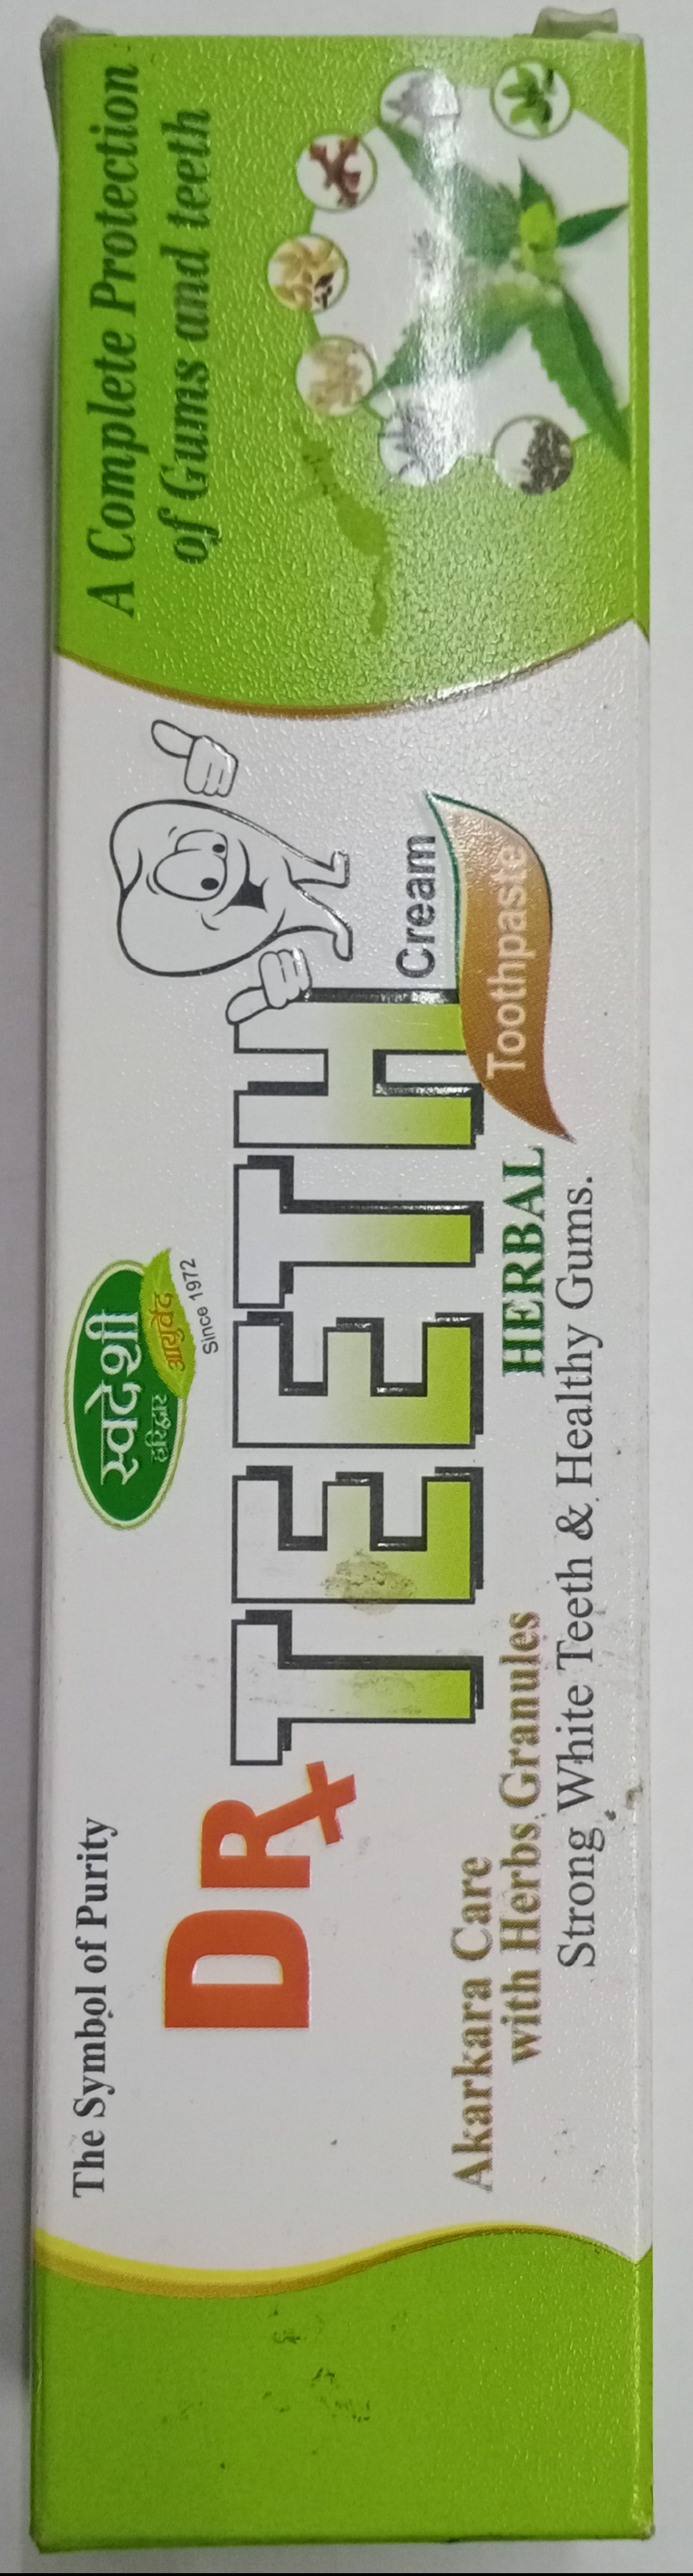 The Symbol of Purity
स्वदेशी
हरिद्वार
आयुर्वेद
Since 1972
DR
TEETH
Cream
Akarkara Care
with Herbs Granules
HERBAL
Toothpaste
Strong White Teeth & Healthy Gums.
A Complete Protection
of Gums and teeth